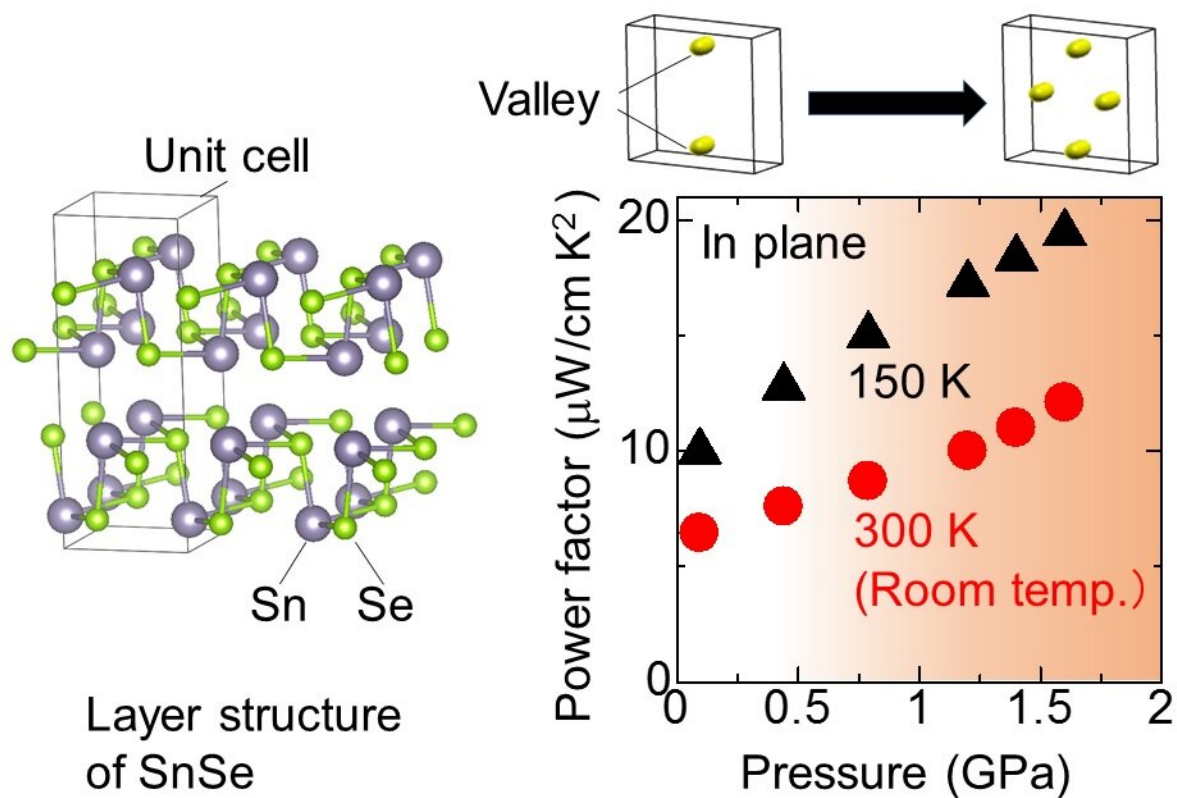 Valley
Unit cell
Sn
Se
Layer structure
of SnSe
In plane
150 K
300 K
(Room temp.)
Power factor (μW/cm K²)
20
10
0
0
0.5
1
1.5
2
Pressure (GPa)